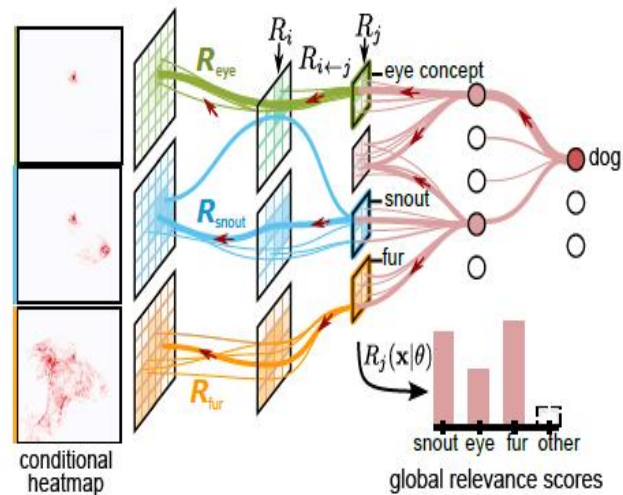 R_i
R_j
R_eye
R_{i←j}
eye concept
dog
R_snout
snout
fur
R_fur
R_j(x|θ)
snout eye fur other
conditional
heatmap
global relevance scores